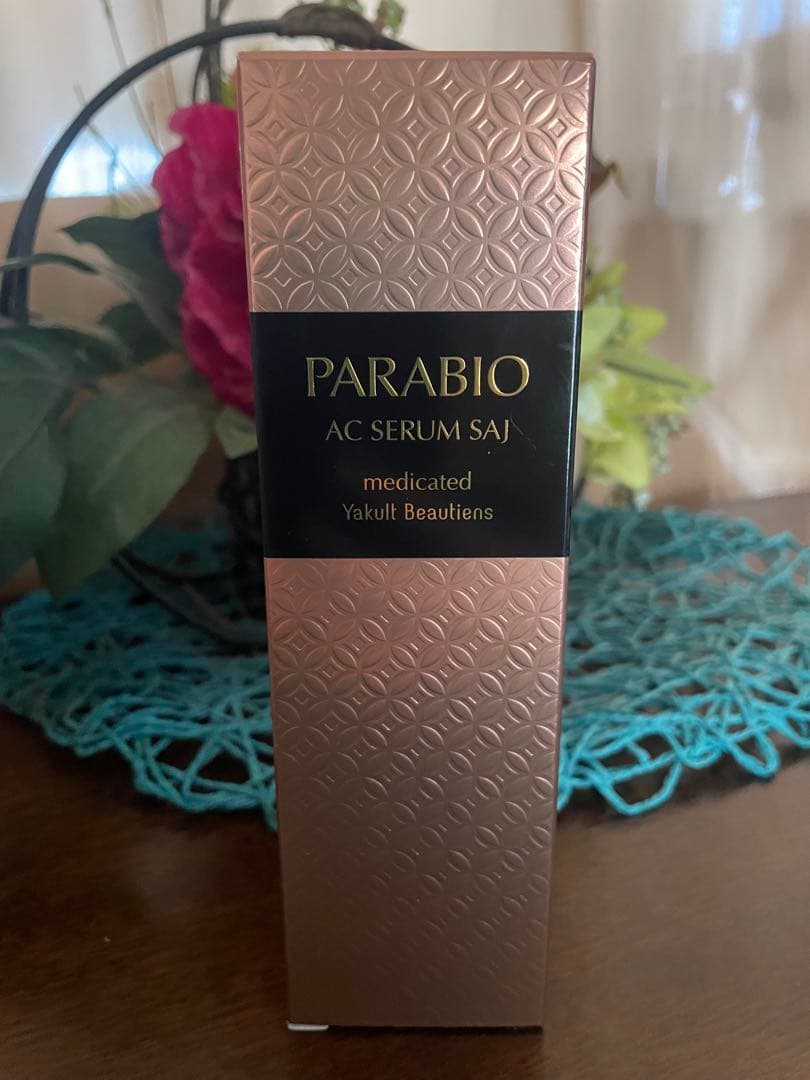 PARABIO
AC SERUM SAJ
medicated
Yakult Beautiens